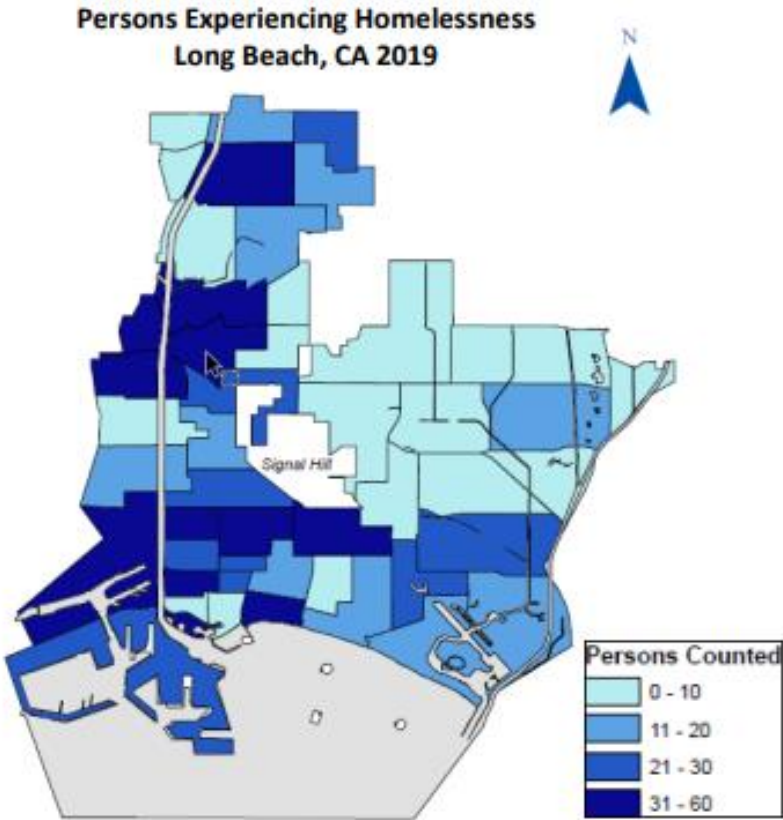 Persons Experiencing Homelessness
Long Beach, CA 2019
N
Signal Hill
Persons Counted
0 - 10
11 - 20
21 - 30
31 - 60